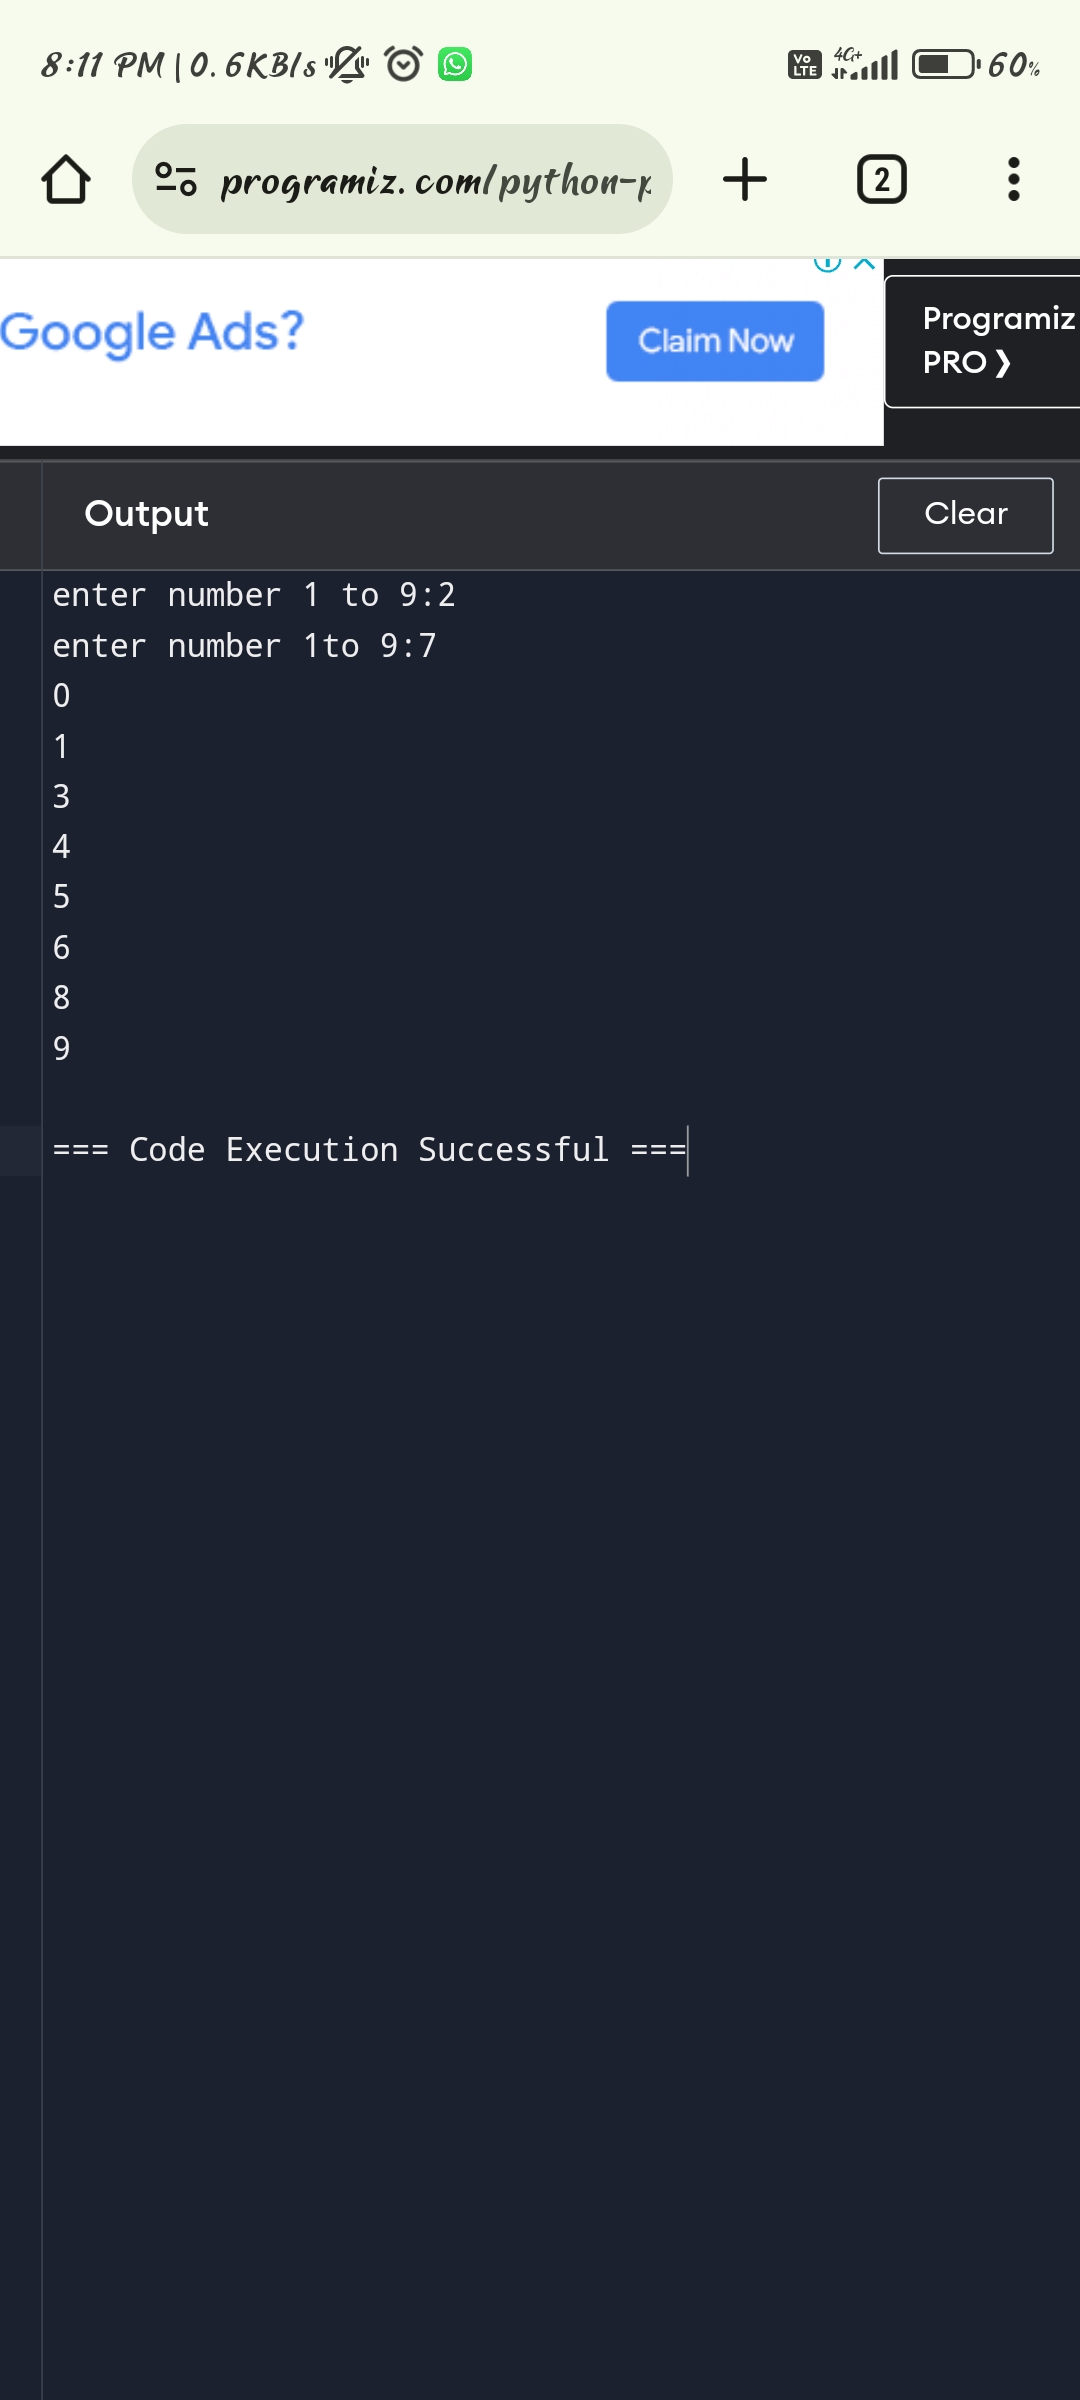 8:11 PM | 0.6KB/s
Vo LTE 4G+ 60%
programiz.com/python-p
2
Google Ads?
Claim Now
Programiz
PRO ❯
Output
Clear
enter number 1 to 9:2
enter number 1to 9:7
0
1
3
4
5
6
8
9
=== Code Execution Successful ===